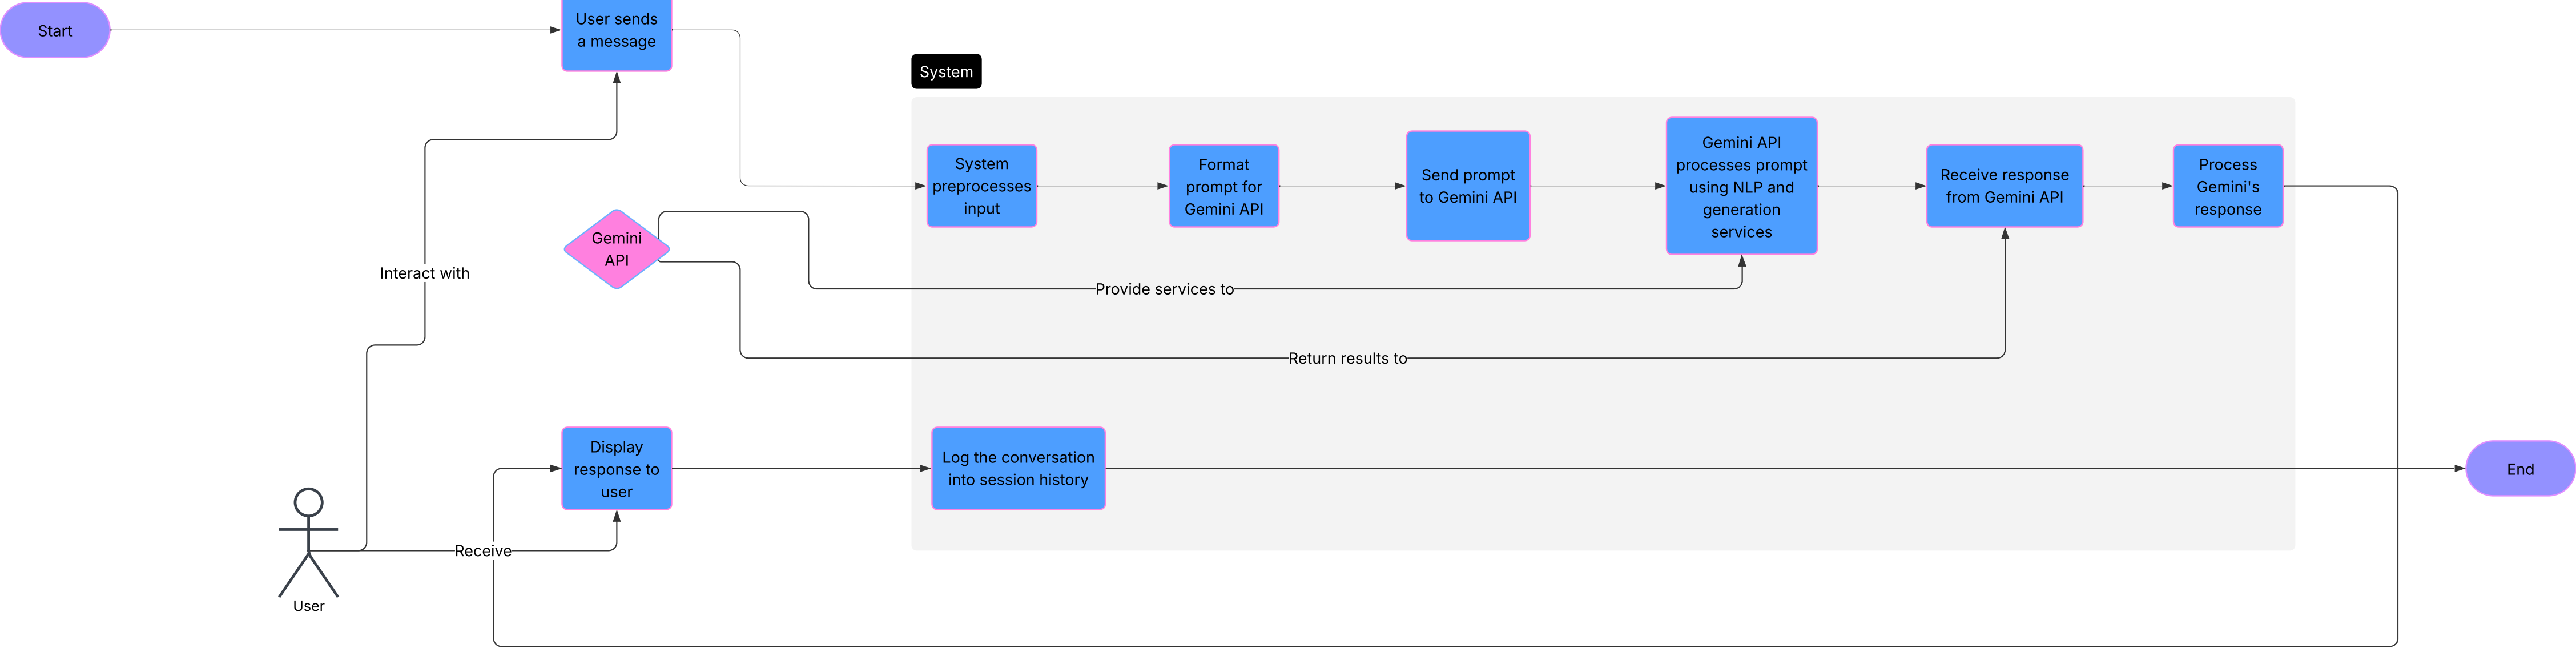 Start
User sends
a message
System
System
preprocesses
input
Format
prompt for
Gemini API
Send prompt
to Gemini API
Gemini API
processes prompt
using NLP and
generation
services
Receive response
from Gemini API
Process
Gemini's
response
Gemini
API
Interact with
Provide services to
Return results to
Display
response to
user
Log the conversation
into session history
End
Receive
User